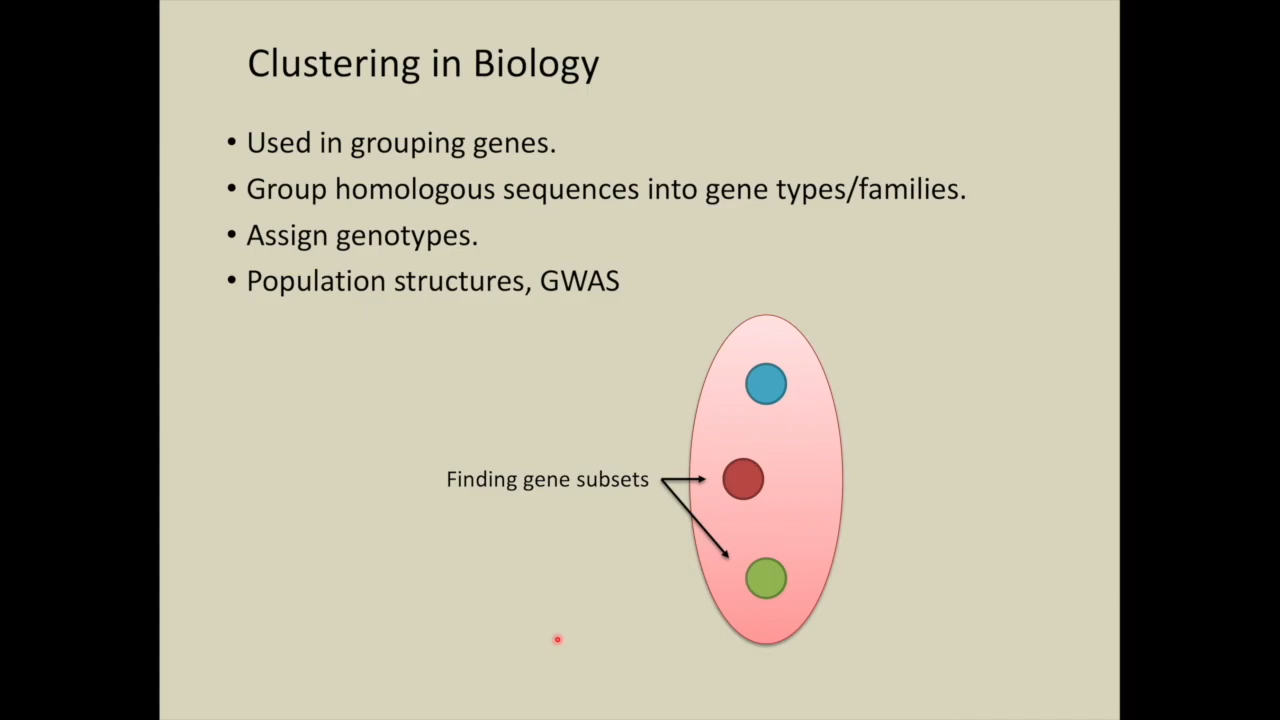 Clustering in Biology
• Used in grouping genes.
• Group homologous sequences into gene types/families.
• Assign genotypes.
• Population structures, GWAS
Finding gene subsets